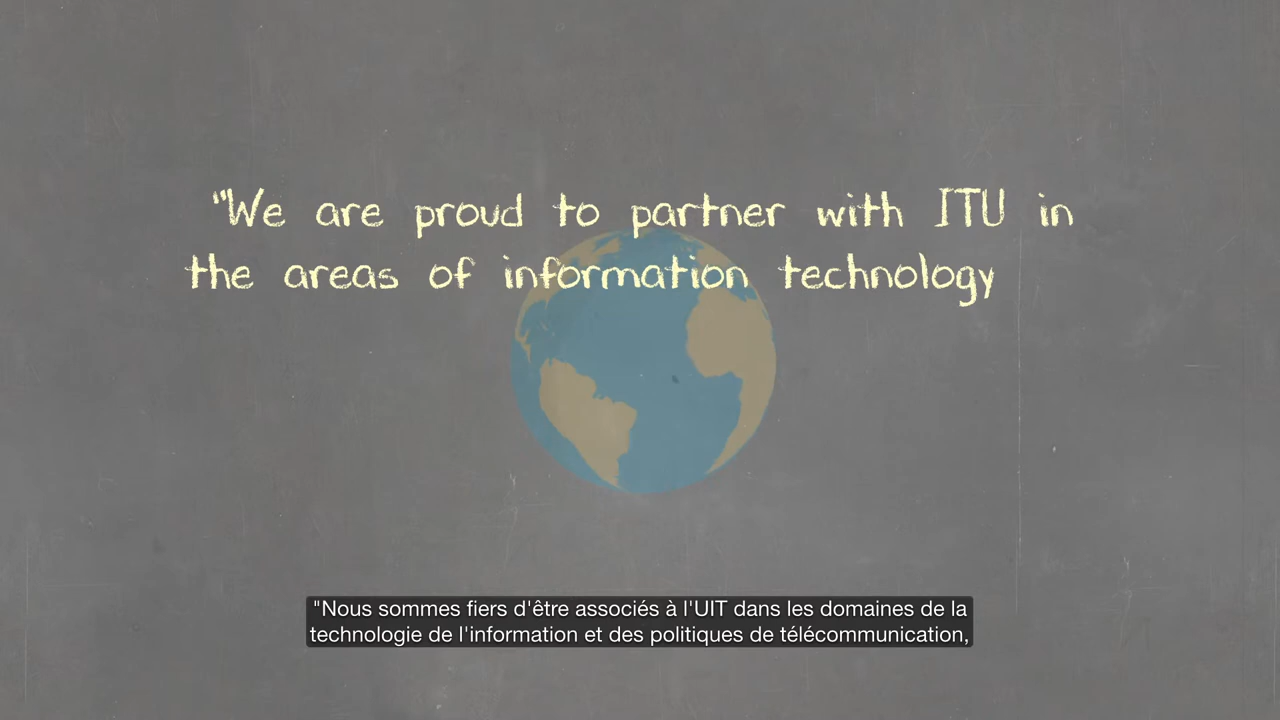 "We are proud to partner with ITU in
the areas of information technology
"Nous sommes fiers d'être associés à l'UIT dans les domaines de la
technologie de l'information et des politiques de télécommunication,